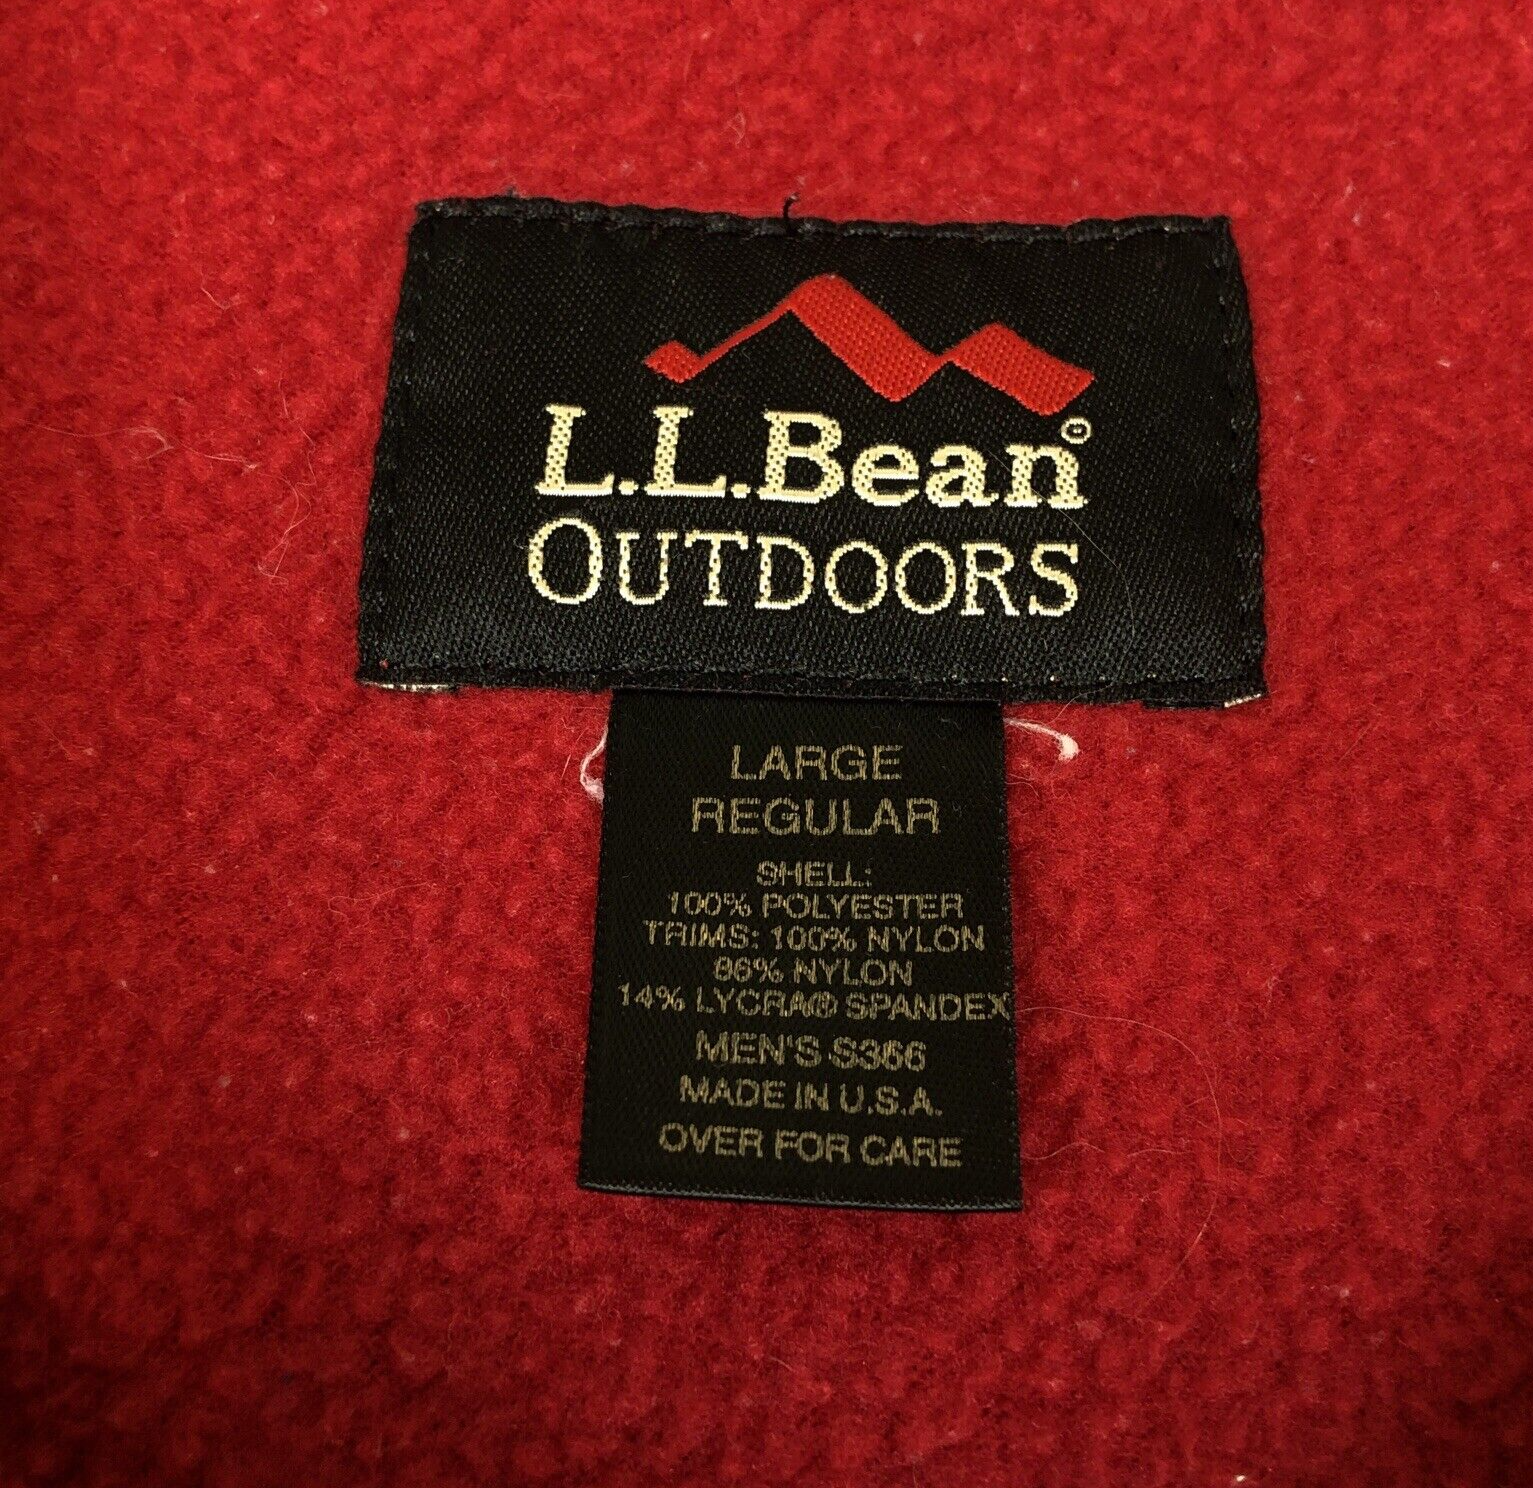 L.L.Bean©
OUTDOORS
LARGE
REGULAR
SHELL:
100% POLYESTER
TRIMS: 100% NYLON
86% NYLON
14% LYCRA® SPANDEX
MEN'S S366
MADE IN U.S.A.
OVER FOR CARE